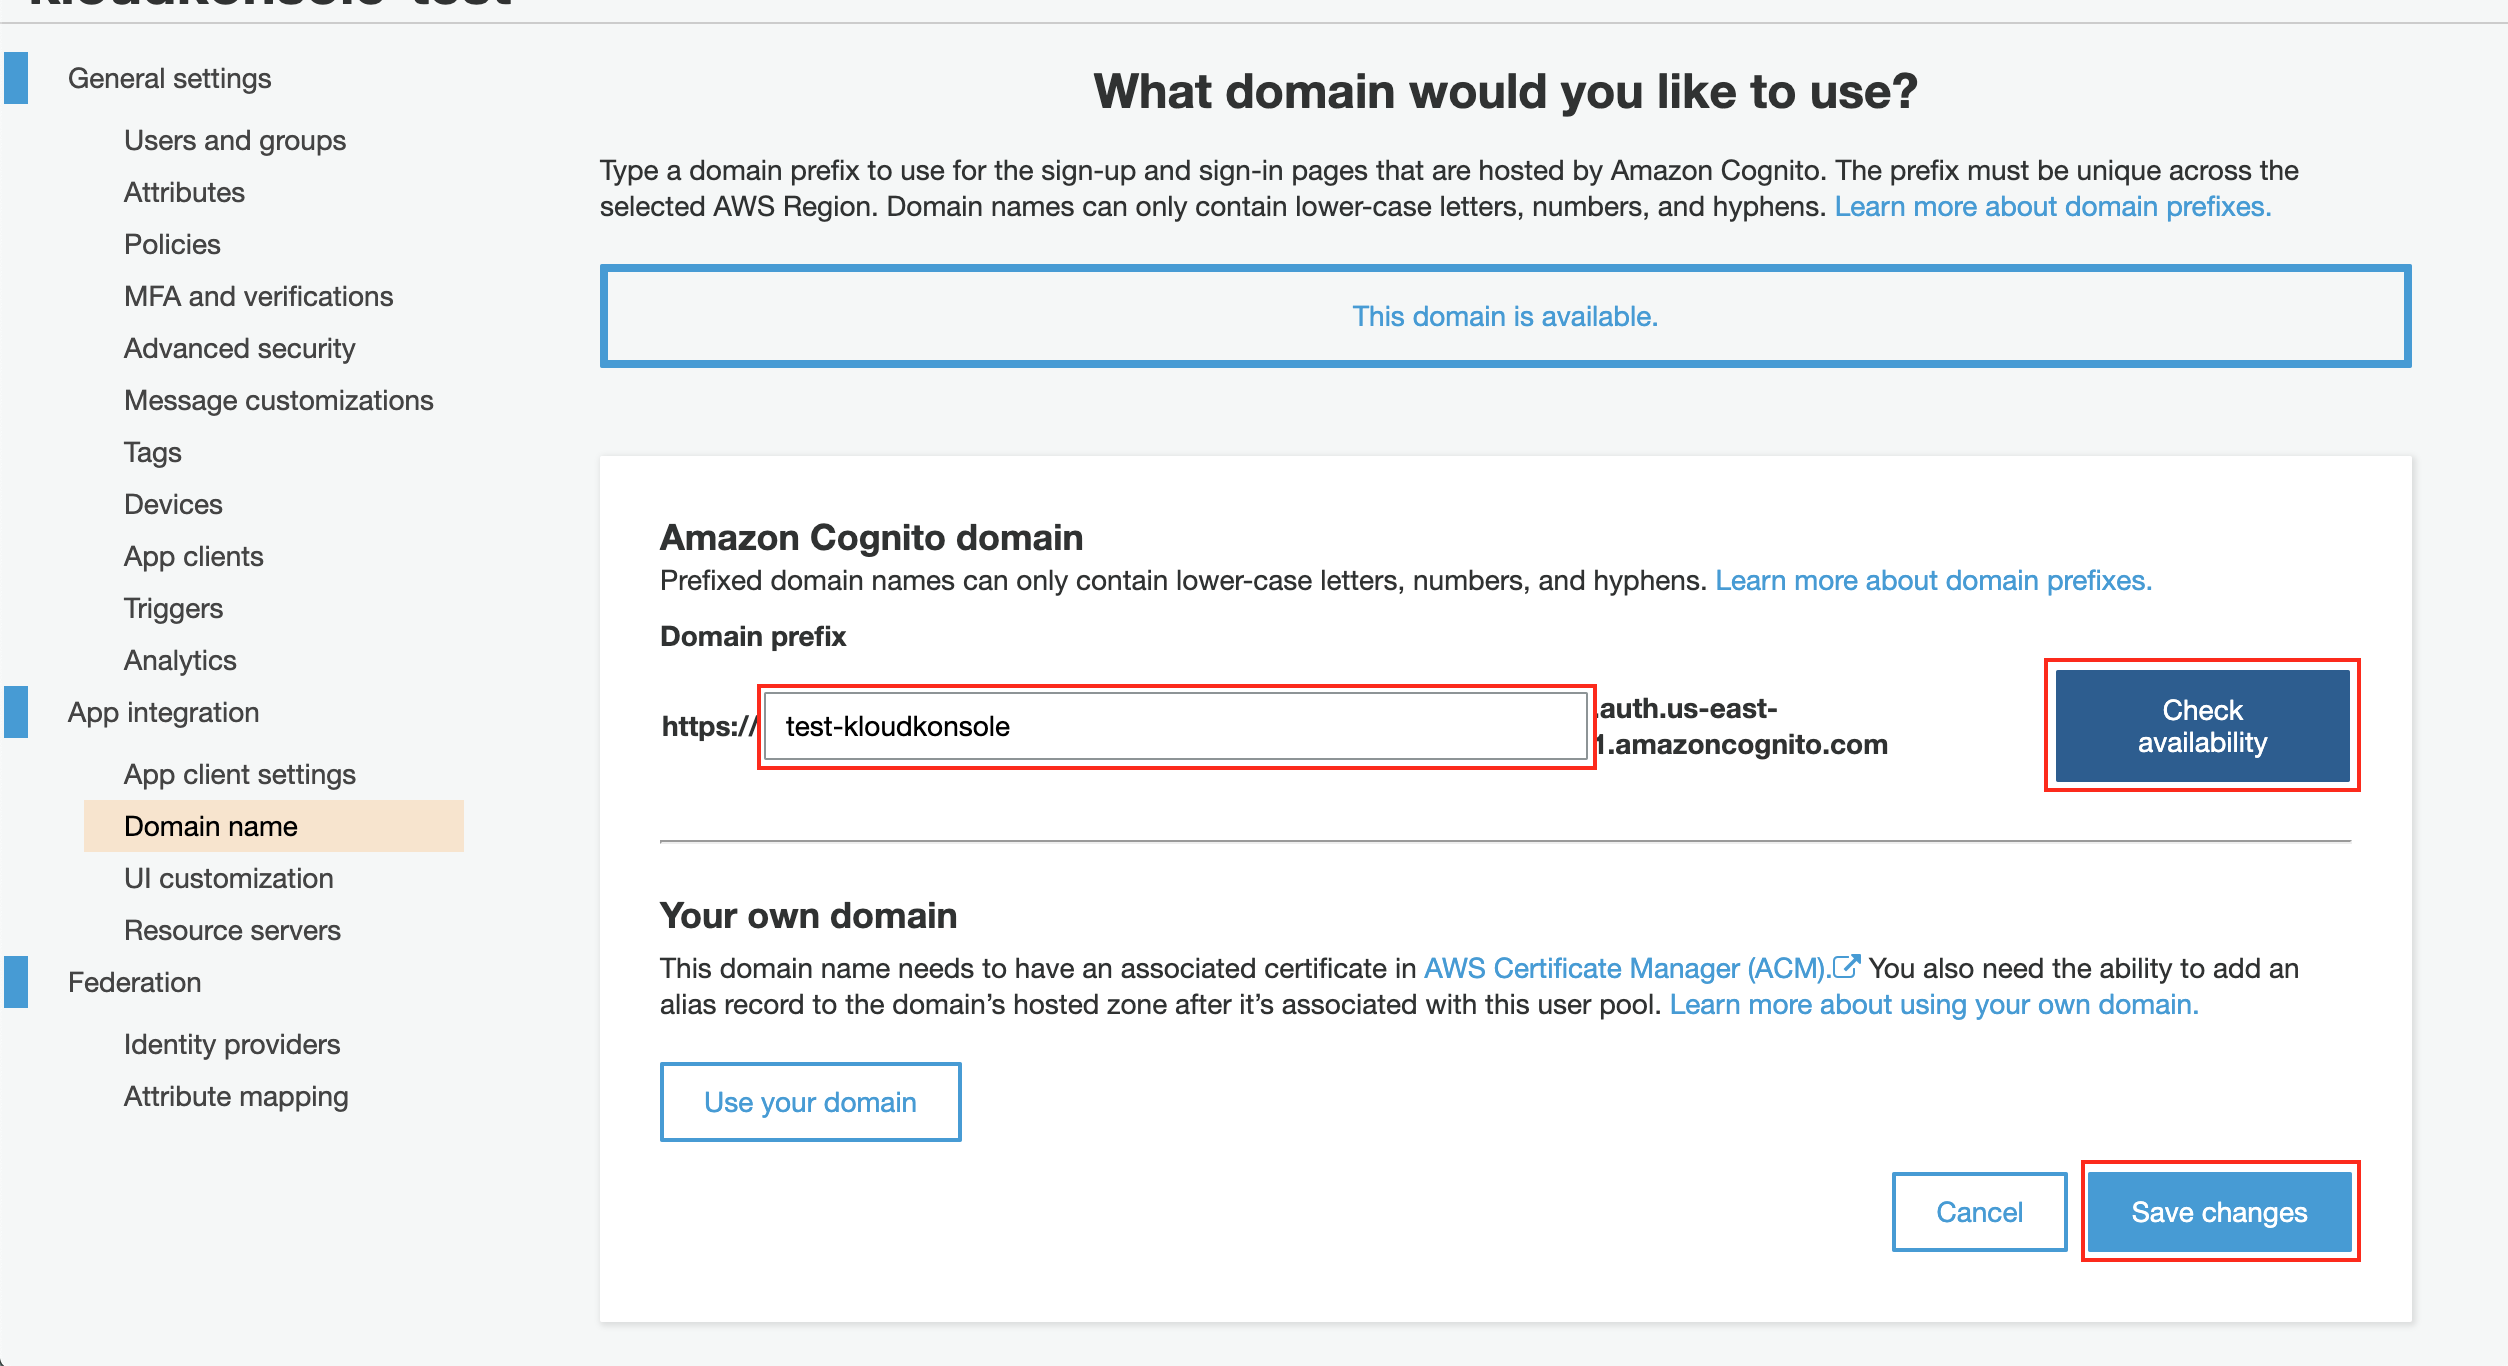 kloudkonsole-test
General settings
Users and groups
Attributes
Policies
MFA and verifications
Advanced security
Message customizations
Tags
Devices
App clients
Triggers
Analytics
App integration
App client settings
Domain name
UI customization
Resource servers
Federation
Identity providers
Attribute mapping
What domain would you like to use?
Type a domain prefix to use for the sign-up and sign-in pages that are hosted by Amazon Cognito. The prefix must be unique across the
selected AWS Region. Domain names can only contain lower-case letters, numbers, and hyphens. Learn more about domain prefixes.
This domain is available.
Amazon Cognito domain
Prefixed domain names can only contain lower-case letters, numbers, and hyphens. Learn more about domain prefixes.
Domain prefix
https://
test-kloudkonsole
.auth.us-east-
1.amazoncognito.com
Check
availability
Your own domain
This domain name needs to have an associated certificate in AWS Certificate Manager (ACM). You also need the ability to add an
alias record to the domain’s hosted zone after it’s associated with this user pool. Learn more about using your own domain.
Use your domain
Cancel
Save changes